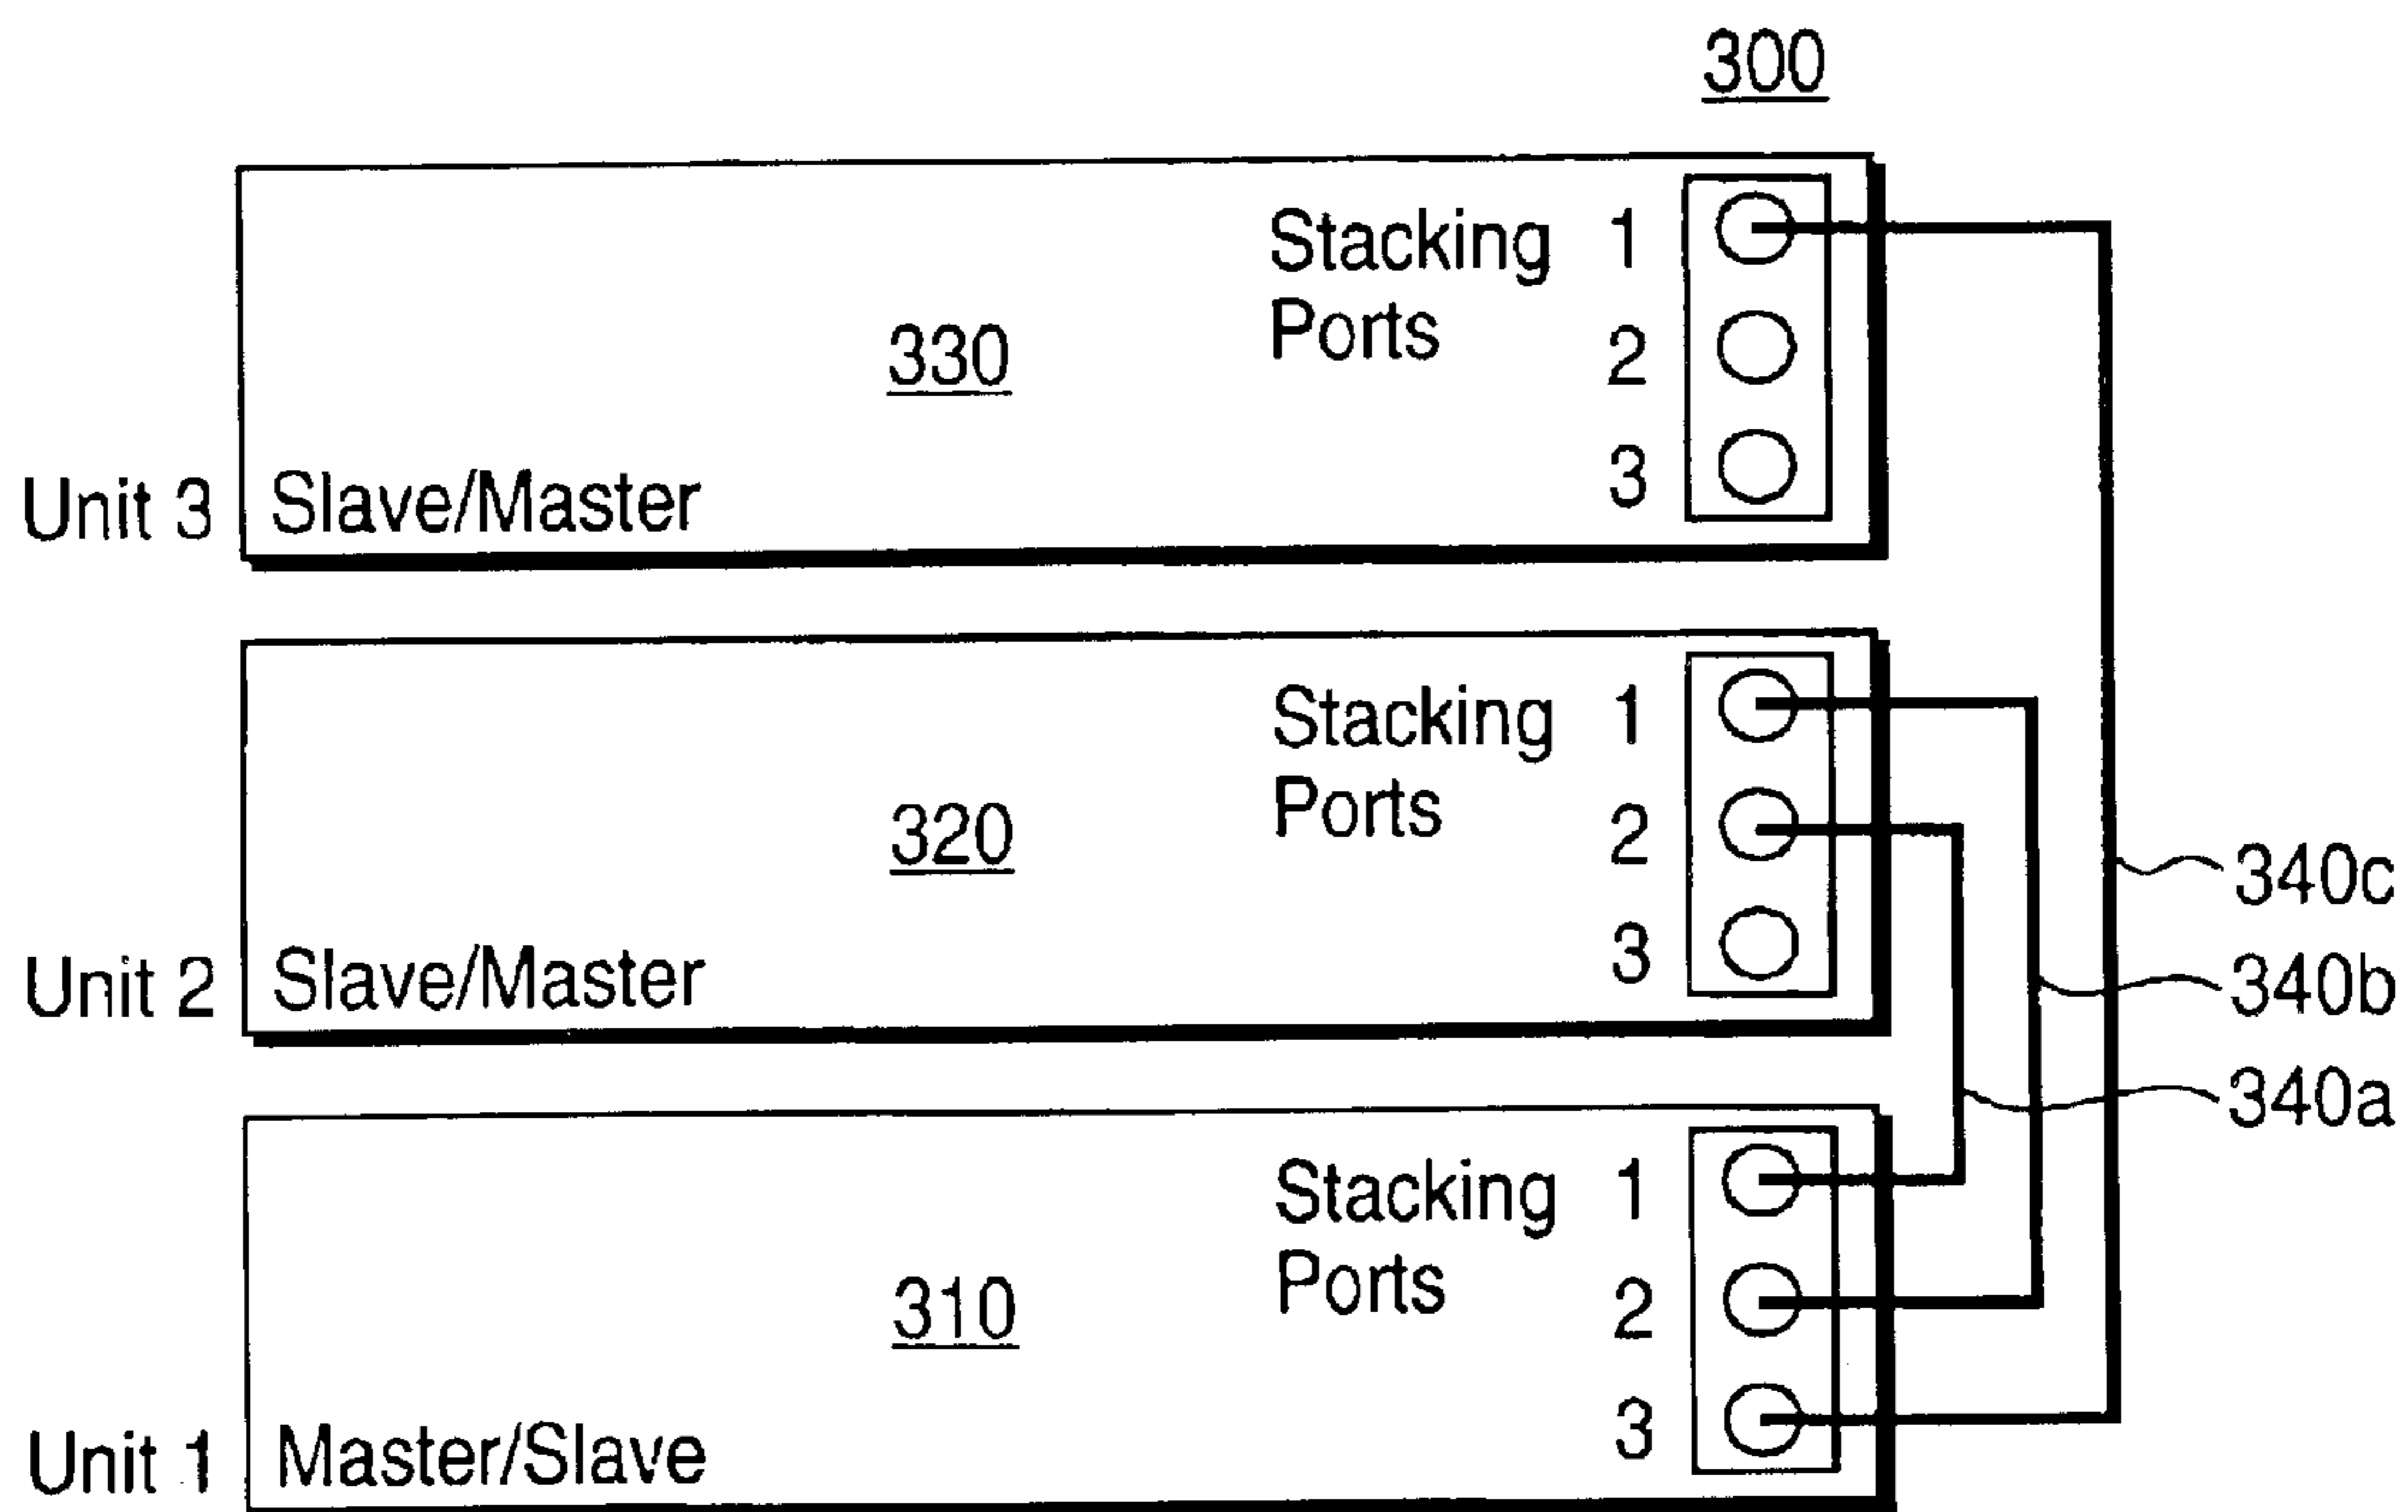 300
Stacking 1
Ports
330
2
3
Unit 3 Slave/Master
Stacking 1
Ports
320
2
3
340c
Unit 2 Slave/Master
340b
340a
Stacking 1
Ports
310
2
3
Unit 1 Master/Slave